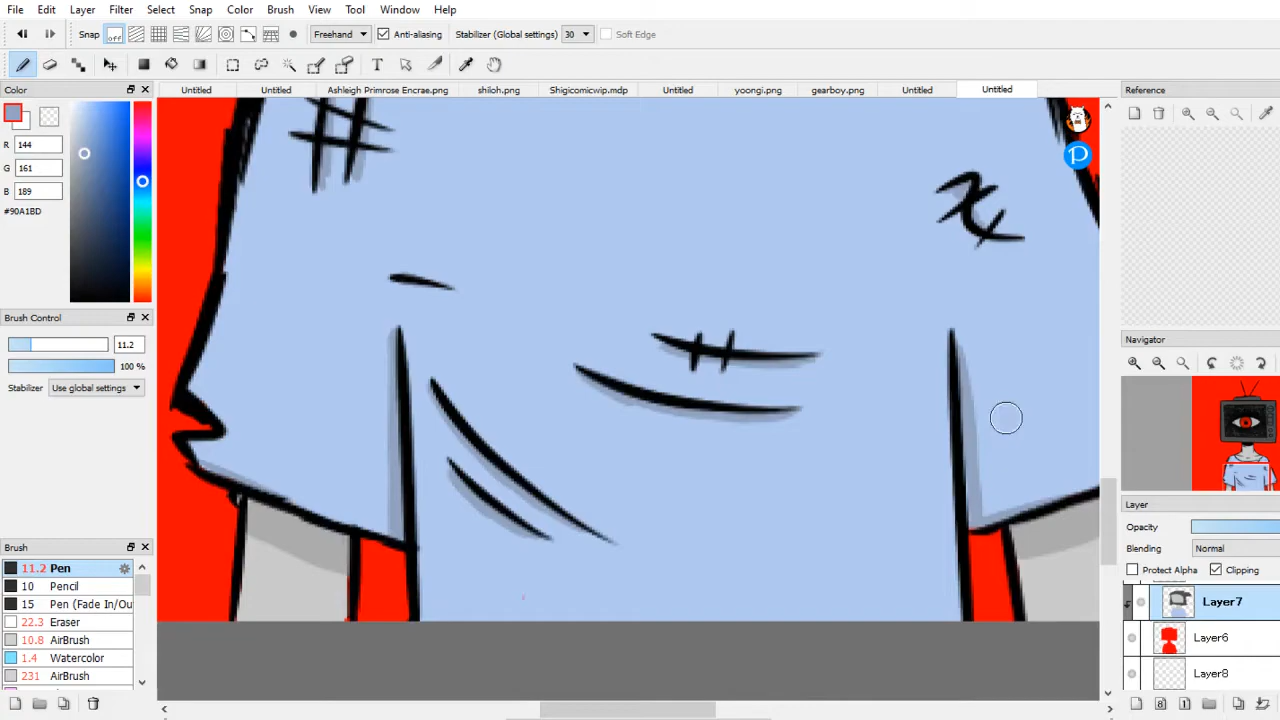 File Edit Layer Filter Select Snap Color Brush View Tool Window Help
Snap off Freehand Anti-aliasing Stabilizer (Global settings) 30 Soft Edge
Color Untitled Untitled Ashleigh Primrose Encrae.png shiloh.png Shigicomicwip.mdp Untitled yoongi.png gearboy.png Untitled Untitled Reference
R 144
G 161
B 189
#90A1BD
Brush Control
11.2
100 %
Stabilizer Use global settings
Brush
11.2 Pen
10 Pencil
15 Pen (Fade In/Ou
22.3 Eraser
10.8 AirBrush
1.4 Watercolor
231 AirBrush
P
Navigator
Layer
Opacity
Blending Normal
Protect Alpha Clipping
Layer7
Layer6
Layer8
8 1